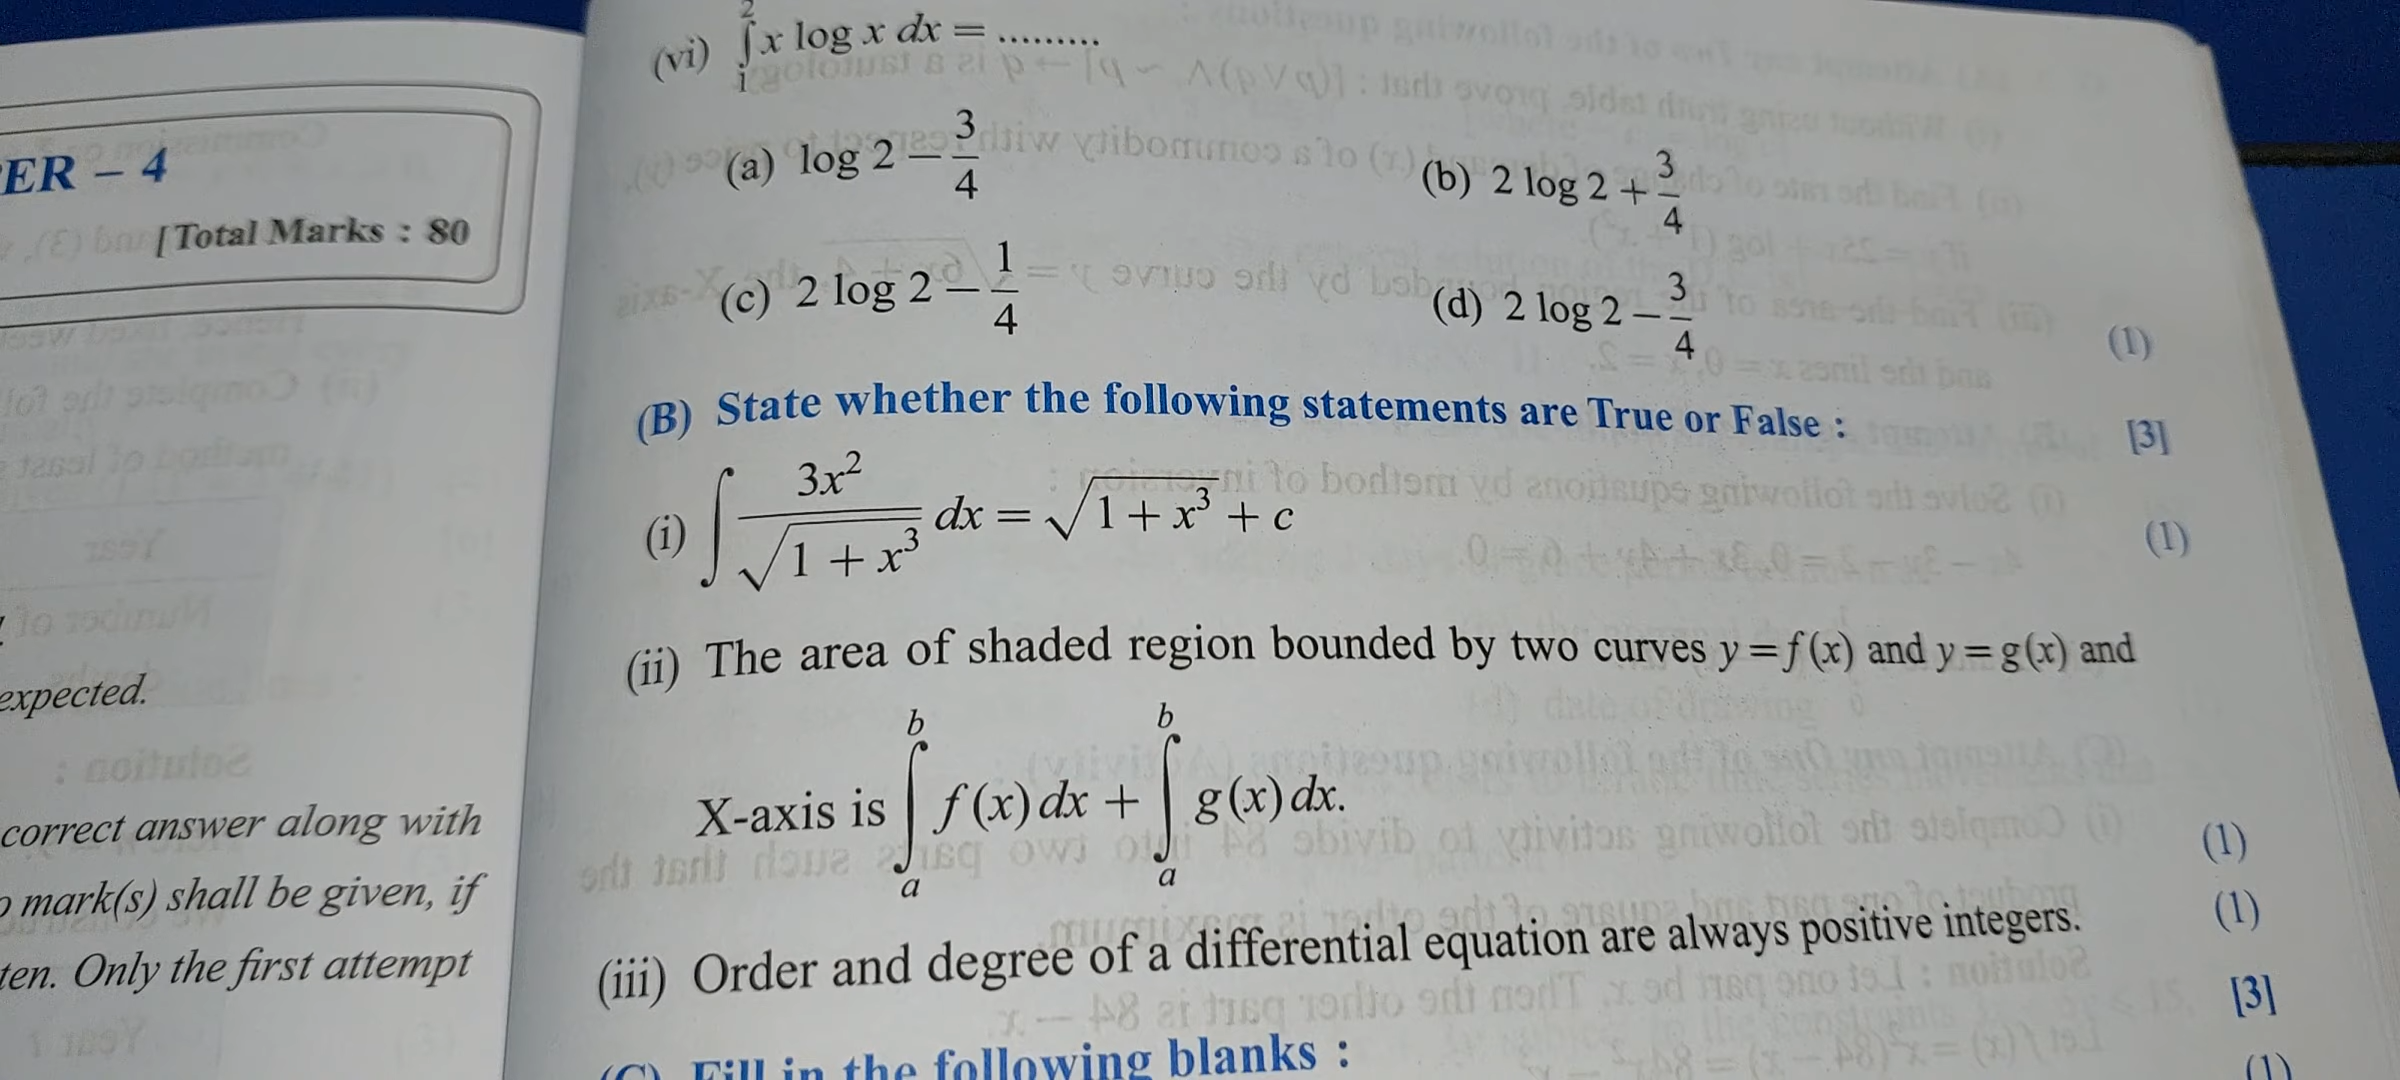 ER – 4
[Total Marks : 80
expected.
correct answer along with
mark(s) shall be given, if
ten. Only the first attempt
(vi) ∫₁² x log x dx = .........
(a) log 2 − 3/4 (b) 2 log 2 + 3/4
(c) 2 log 2 − 1/4 (d) 2 log 2 − 3/4 (1)
(B) State whether the following statements are True or False : [3]
(i) ∫ 3x²/√(1 + x³) dx = √(1 + x³) + c (1)
(ii) The area of shaded region bounded by two curves y = f(x) and y = g(x) and
X-axis is ∫ₐᵇ f(x) dx + ∫ₐᵇ g(x) dx. (1)
(iii) Order and degree of a differential equation are always positive integers. (1)
(C) Fill in the following blanks : [3]
(1)